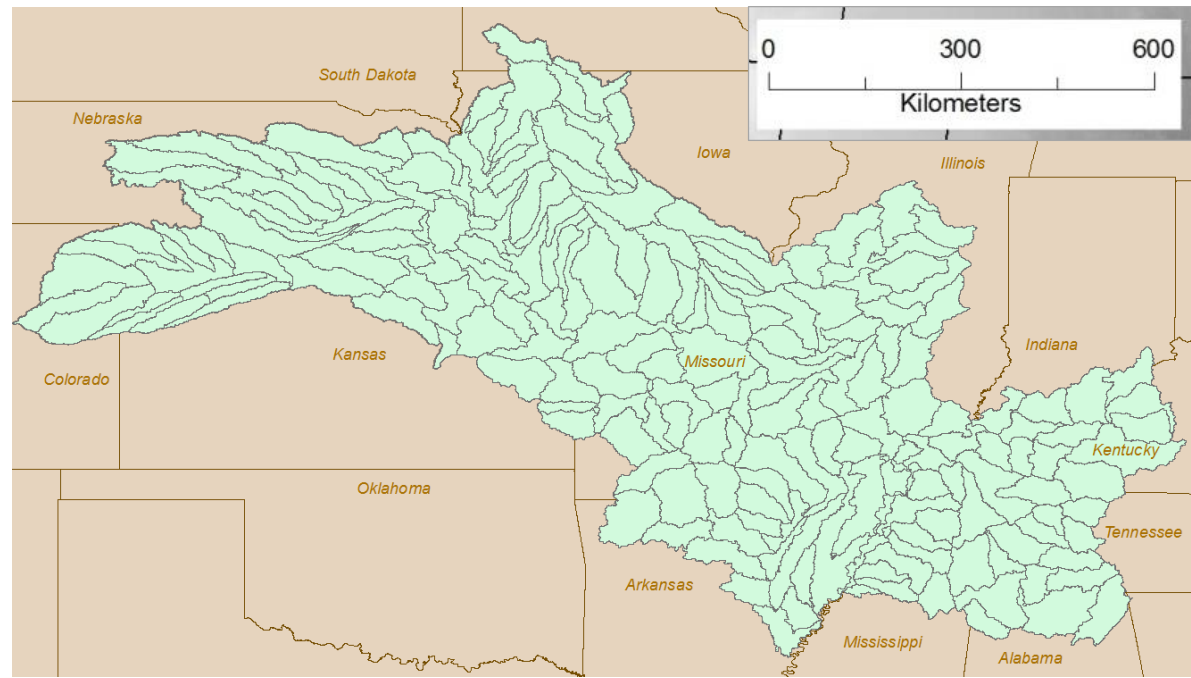 0 300 600
Kilometers
South Dakota
Nebraska
Iowa
Illinois
Kansas
Missouri
Indiana
Colorado
Kentucky
Oklahoma
Tennessee
Arkansas
Mississippi
Alabama